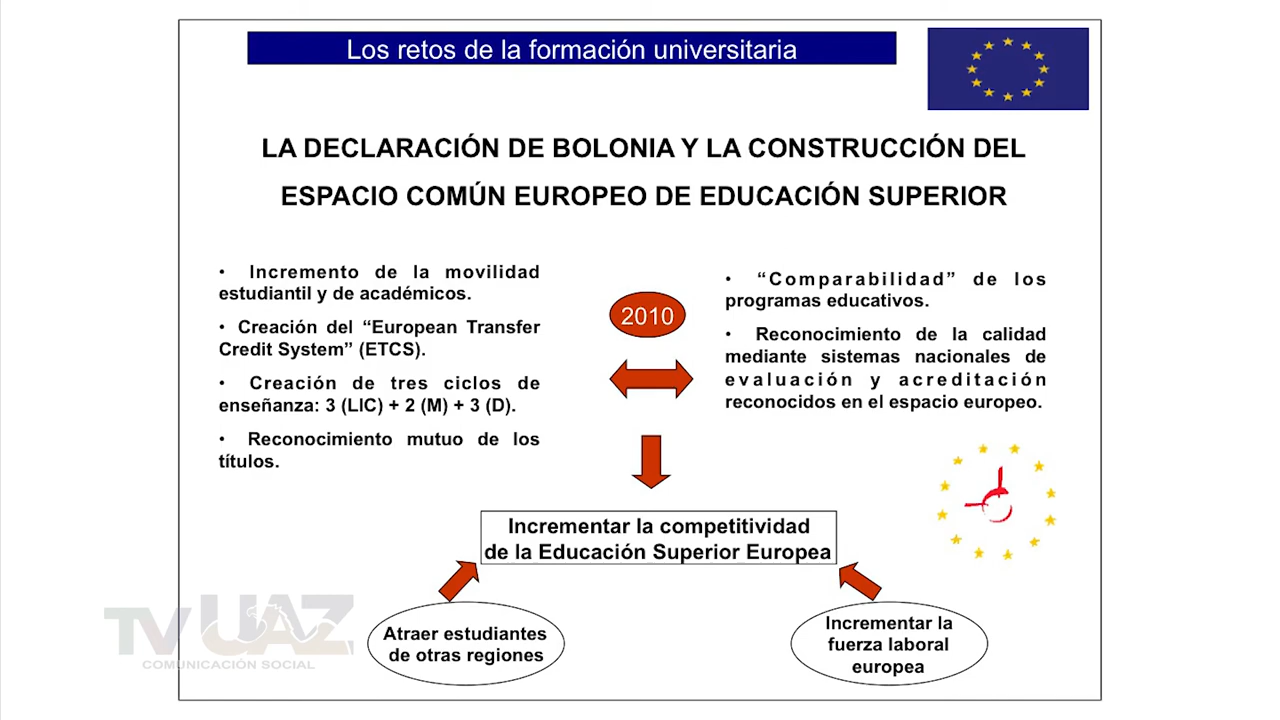 Los retos de la formación universitaria
LA DECLARACIÓN DE BOLONIA Y LA CONSTRUCCIÓN DEL
ESPACIO COMÚN EUROPEO DE EDUCACIÓN SUPERIOR
• Incremento de la movilidad
estudiantil y de académicos.
• Creación del “European Transfer
Credit System” (ETCS).
• Creación de tres ciclos de
enseñanza: 3 (LIC) + 2 (M) + 3 (D).
• Reconocimiento mutuo de los
títulos.
2010
• “Comparabilidad” de los
programas educativos.
• Reconocimiento de la calidad
mediante sistemas nacionales de
evaluación y acreditación
reconocidos en el espacio europeo.
Incrementar la competitividad
de la Educación Superior Europea
Atraer estudiantes
de otras regiones
Incrementar la
fuerza laboral
europea
TV UAZ
COMUNICACIÓN SOCIAL